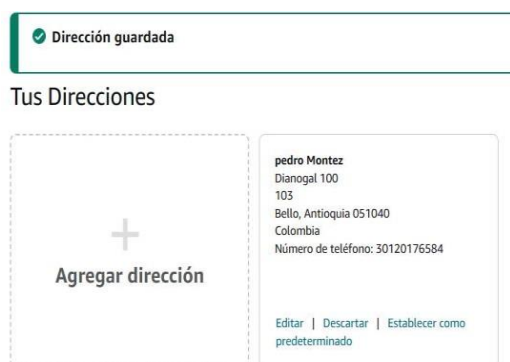 Dirección guardada
Tus Direcciones
Agregar dirección
pedro Montez
Dianogal 100
103
Bello, Antioquia 051040
Colombia
Número de teléfono: 30120176584
Editar | Descartar | Establecer como
predeterminado